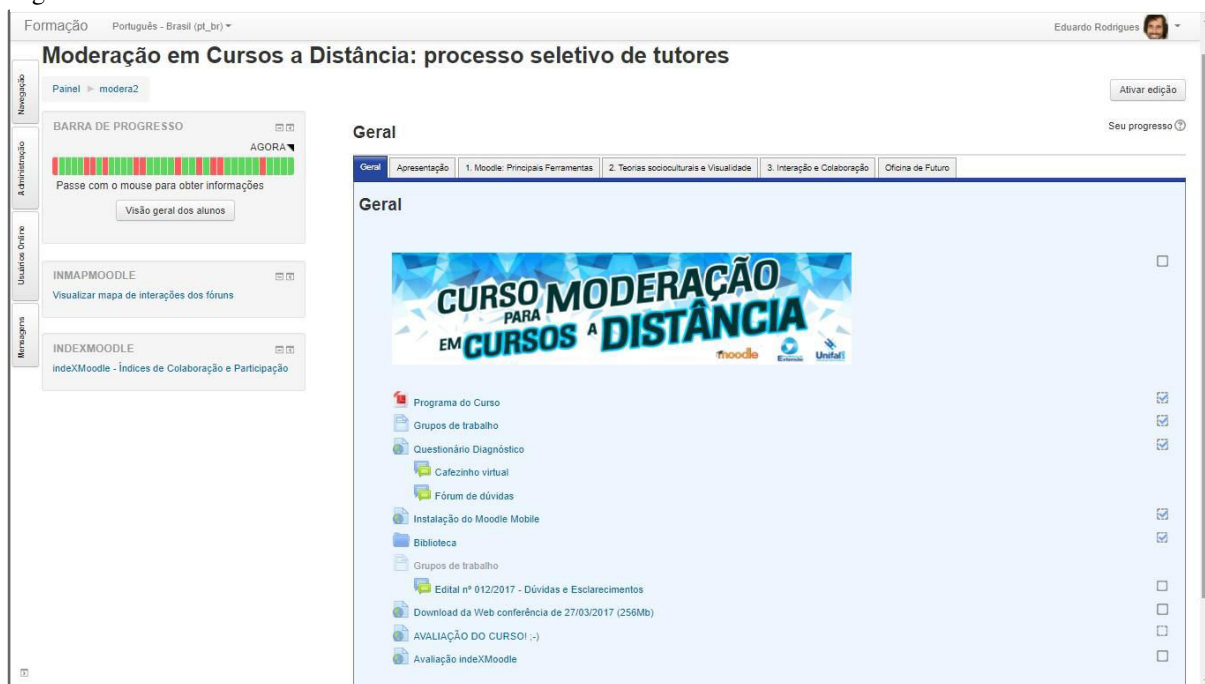 Formação Português - Brasil (pt_br)
Eduardo Rodrigues
Moderação em Cursos a Distância: processo seletivo de tutores
Painel modera2
Ativar edição
Navegação
Administração
Usuários Online
Mensagens
BARRA DE PROGRESSO
AGORA
Passe com o mouse para obter informações
Visão geral dos alunos
INMAPMOODLE
Visualizar mapa de interações dos fóruns
INDEXMOODLE
indeXMoodle - Índices de Colaboração e Participação
Seu progresso
Geral
Geral Apresentação 1. Moodle: Principais Ferramentas 2. Teorias socioculturais e Visualidade 3. Interação e Colaboração Oficina de Futuro
Geral
CURSO PARA MODERAÇÃO
EM CURSOS A DISTÂNCIA
moodle Extensão Unifal
Programa do Curso
Grupos de trabalho
Questionário Diagnóstico
Cafezinho virtual
Fórum de dúvidas
Instalação do Moodle Mobile
Biblioteca
Grupos de trabalho
Edital nº 012/2017 - Dúvidas e Esclarecimentos
Download da Web conferência de 27/03/2017 (256Mb)
AVALIAÇÃO DO CURSO! ;-)
Avaliação indeXMoodle